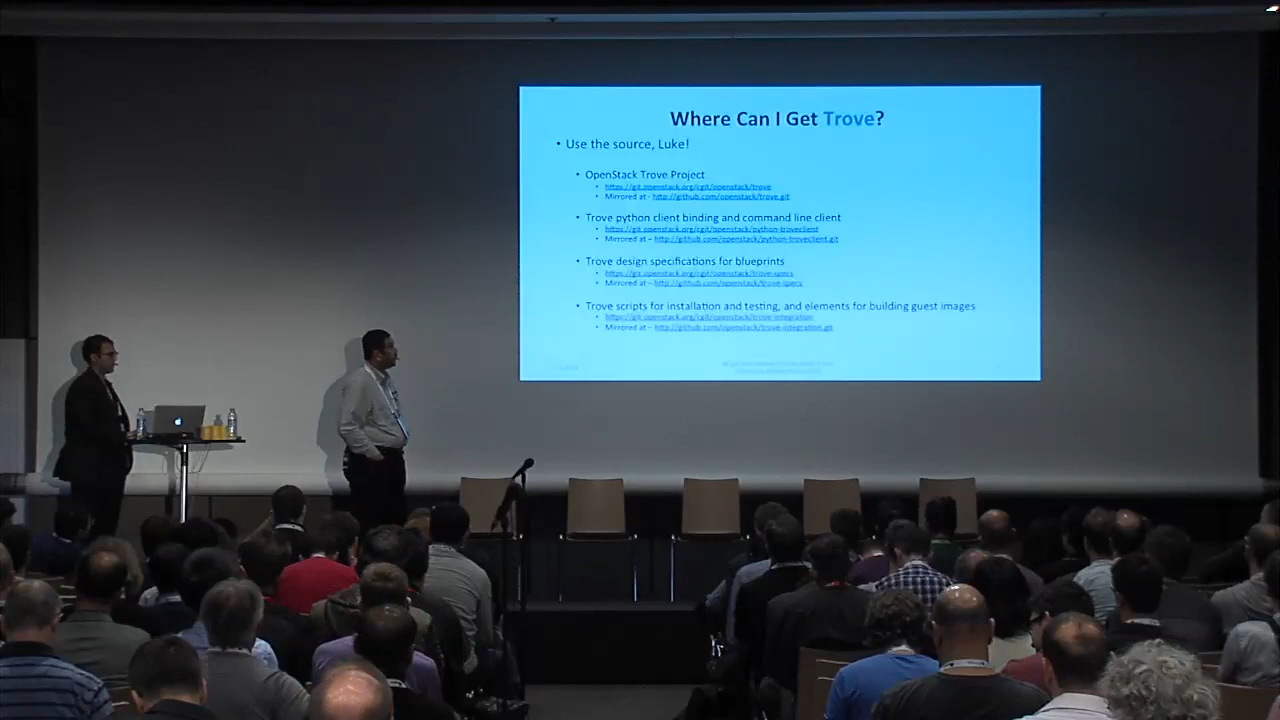 Where Can I Get Trove?
• Use the source, Luke!
• OpenStack Trove Project
• https://git.openstack.org/cgit/openstack/trove
• Mirrored at - http://github.com/openstack/trove.git
• Trove python client binding and command line client
• https://git.openstack.org/cgit/openstack/python-troveclient
• Mirrored at – http://github.com/openstack/python-troveclient.git
• Trove design specifications for blueprints
• https://git.openstack.org/cgit/openstack/trove-specs
• Mirrored at – http://github.com/openstack/trove-specs
• Trove scripts for installation and testing, and elements for building guest images
• https://git.openstack.org/cgit/openstack/trove-integration
• Mirrored at – http://github.com/openstack/trove-integration.git